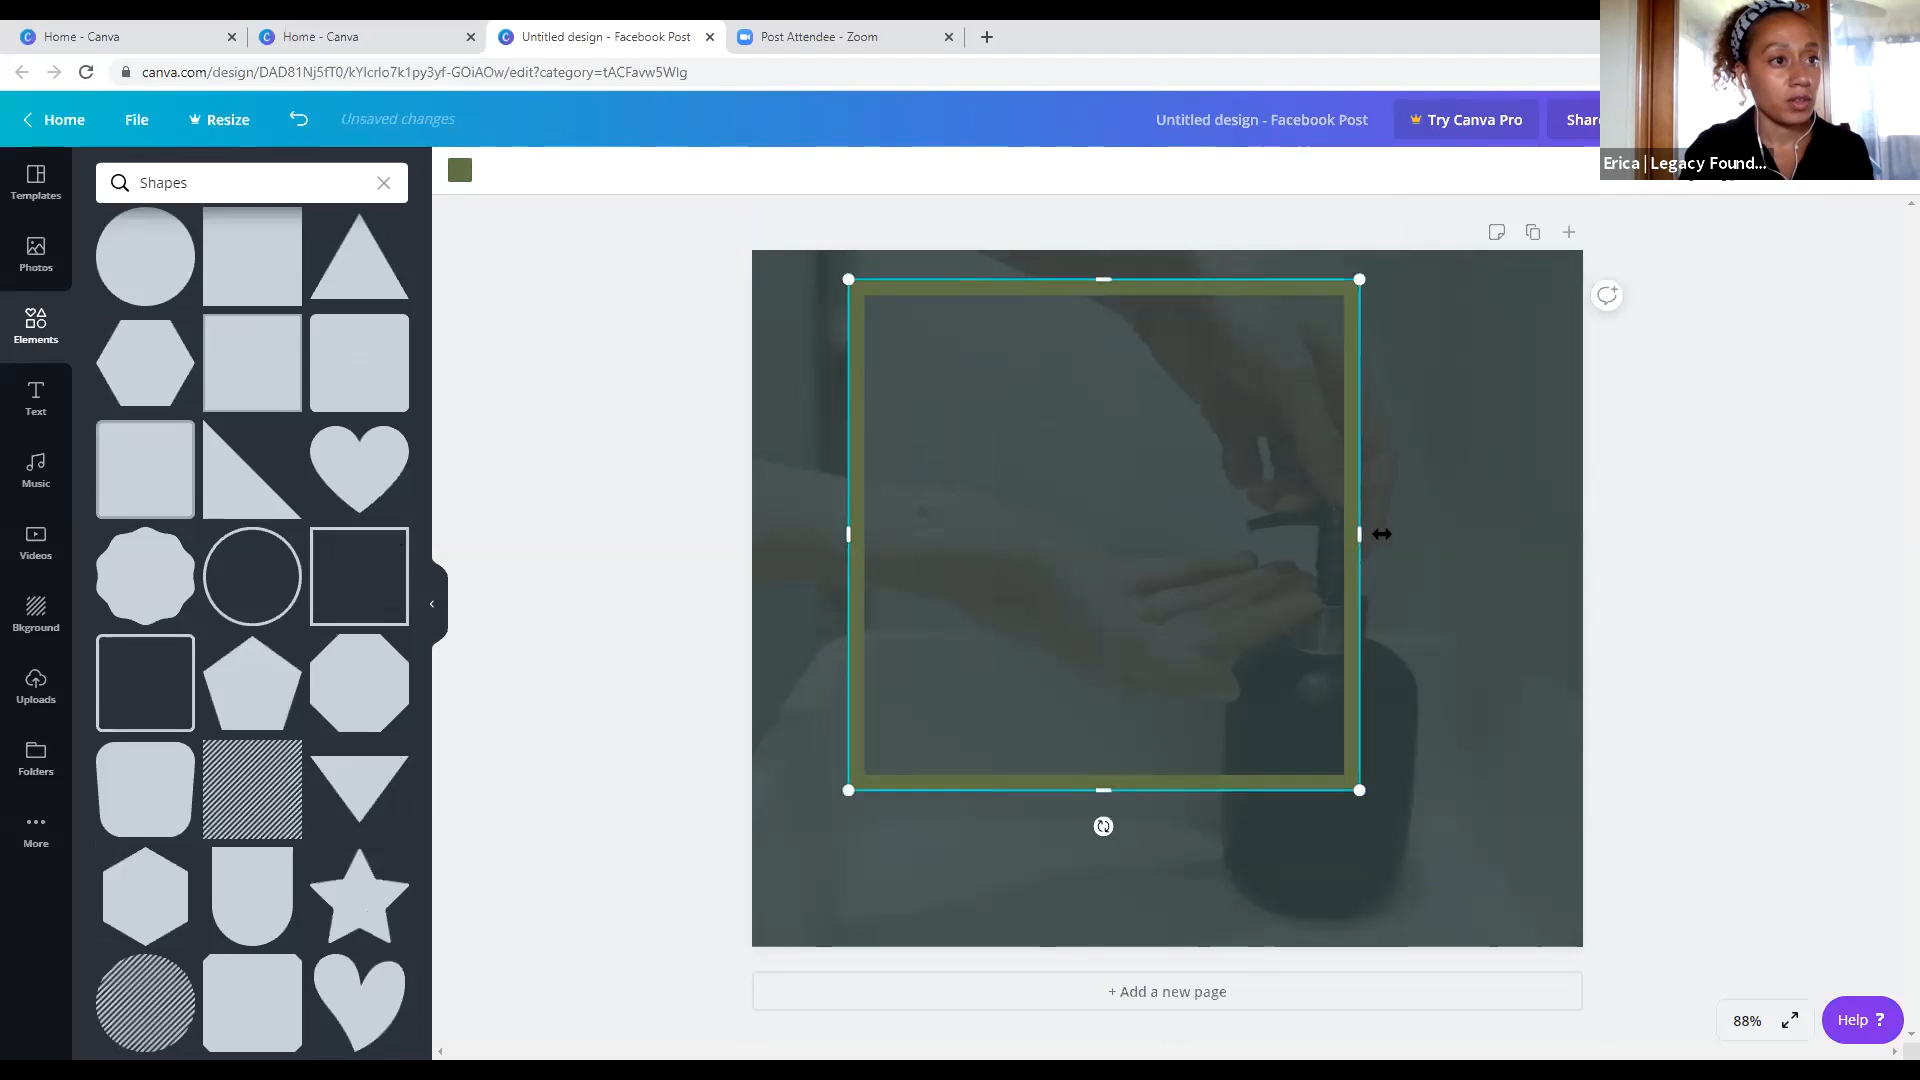 Home - Canva
Home - Canva
Untitled design - Facebook Post
Post Attendee - Zoom
canva.com/design/DAD81Nj5fT0/kYlcrlo7k1py3yf-GOiAOw/edit?category=tACFavw5WIg
Home
File
Resize
Unsaved changes
Untitled design - Facebook Post
Try Canva Pro
Share
Erica | Legacy Found...
Templates
Photos
Elements
Text
Music
Videos
Bkground
Uploads
Folders
More
Shapes
+ Add a new page
88%
Help ?